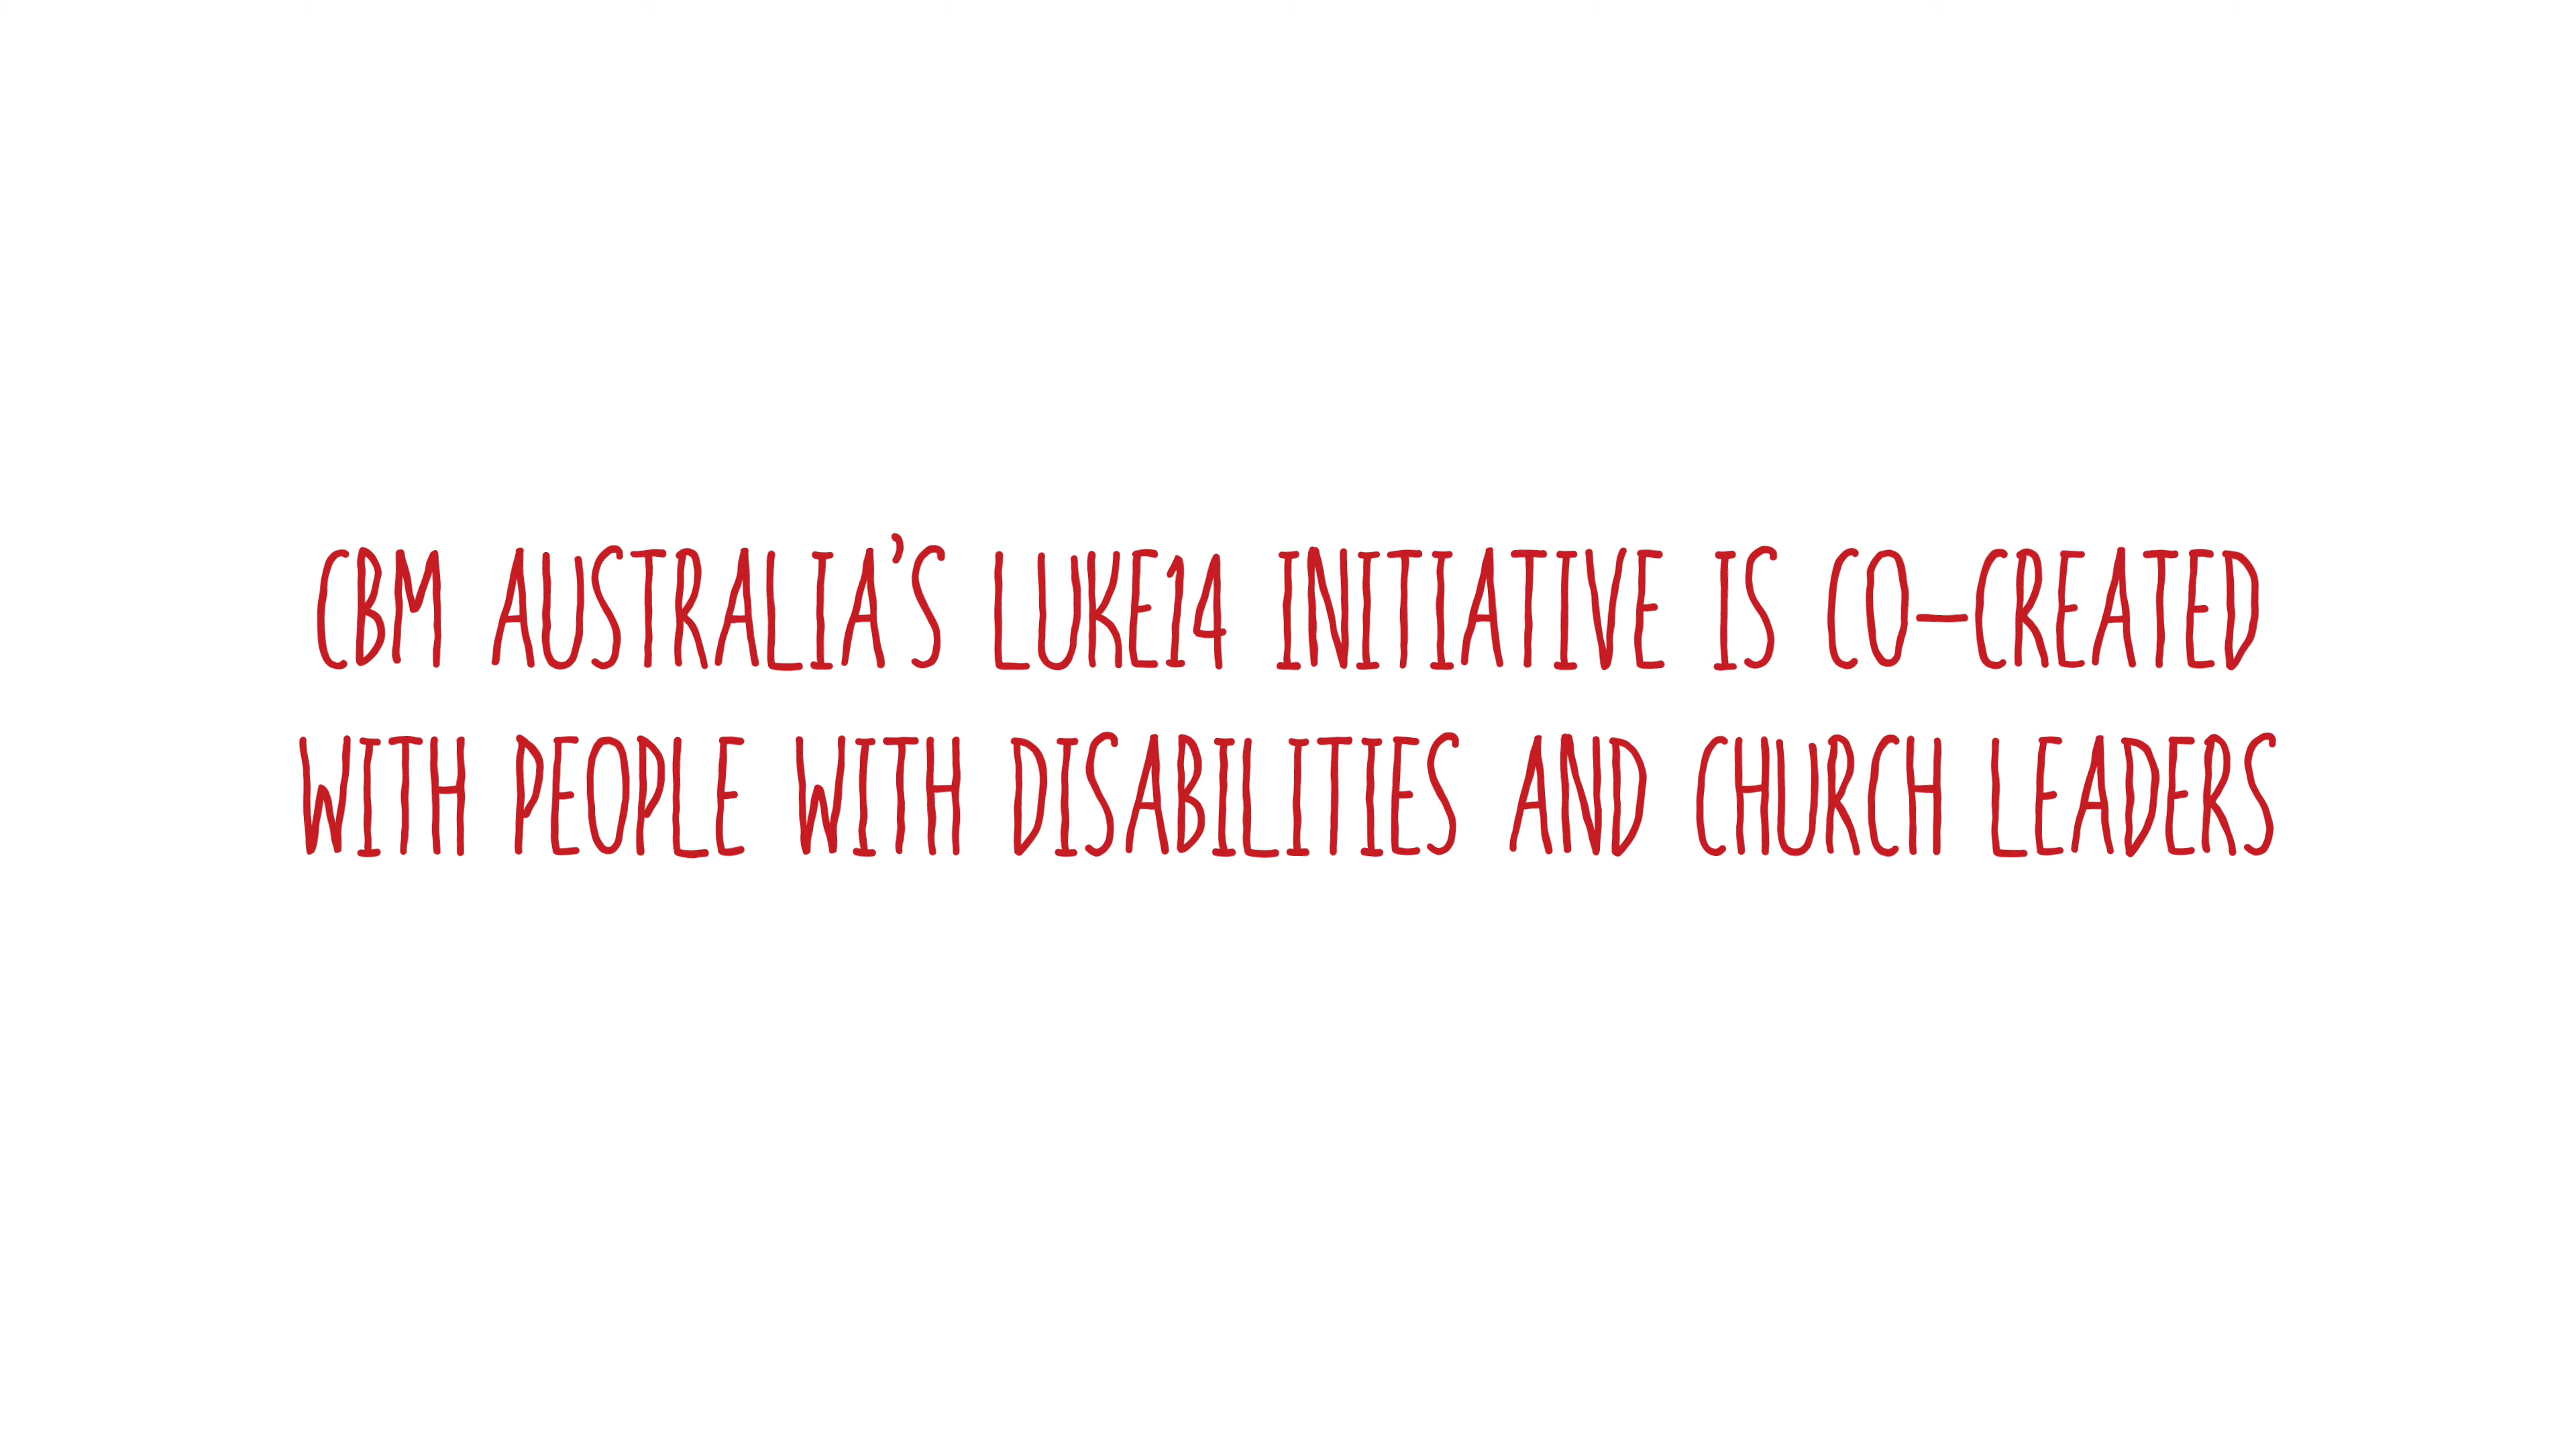 CBM AUSTRALIA’S LUKE14 INITIATIVE IS CO-CREATED
WITH PEOPLE WITH DISABILITIES AND CHURCH LEADERS